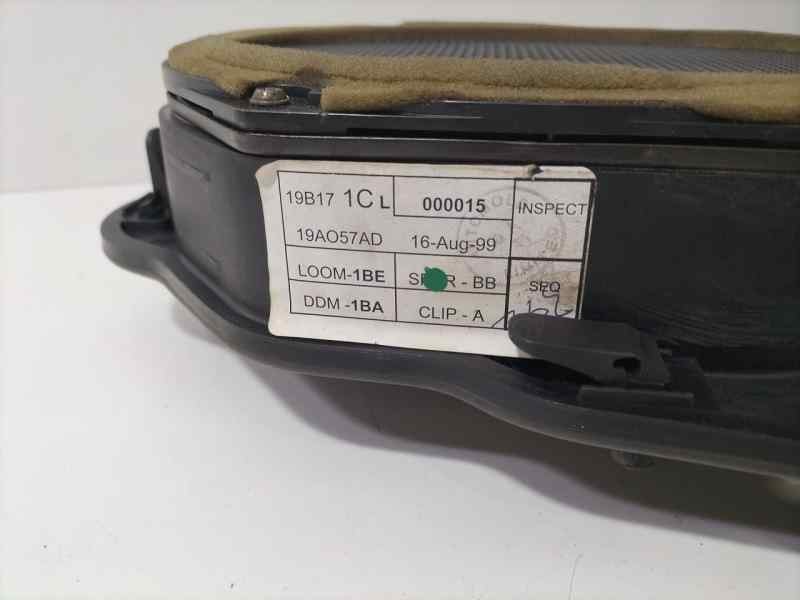 19B17 1C L 000015 INSPECT
19AO57AD 16-Aug-99
LOOM-1BE - BB SEQ
DDM -1BA CLIP - A